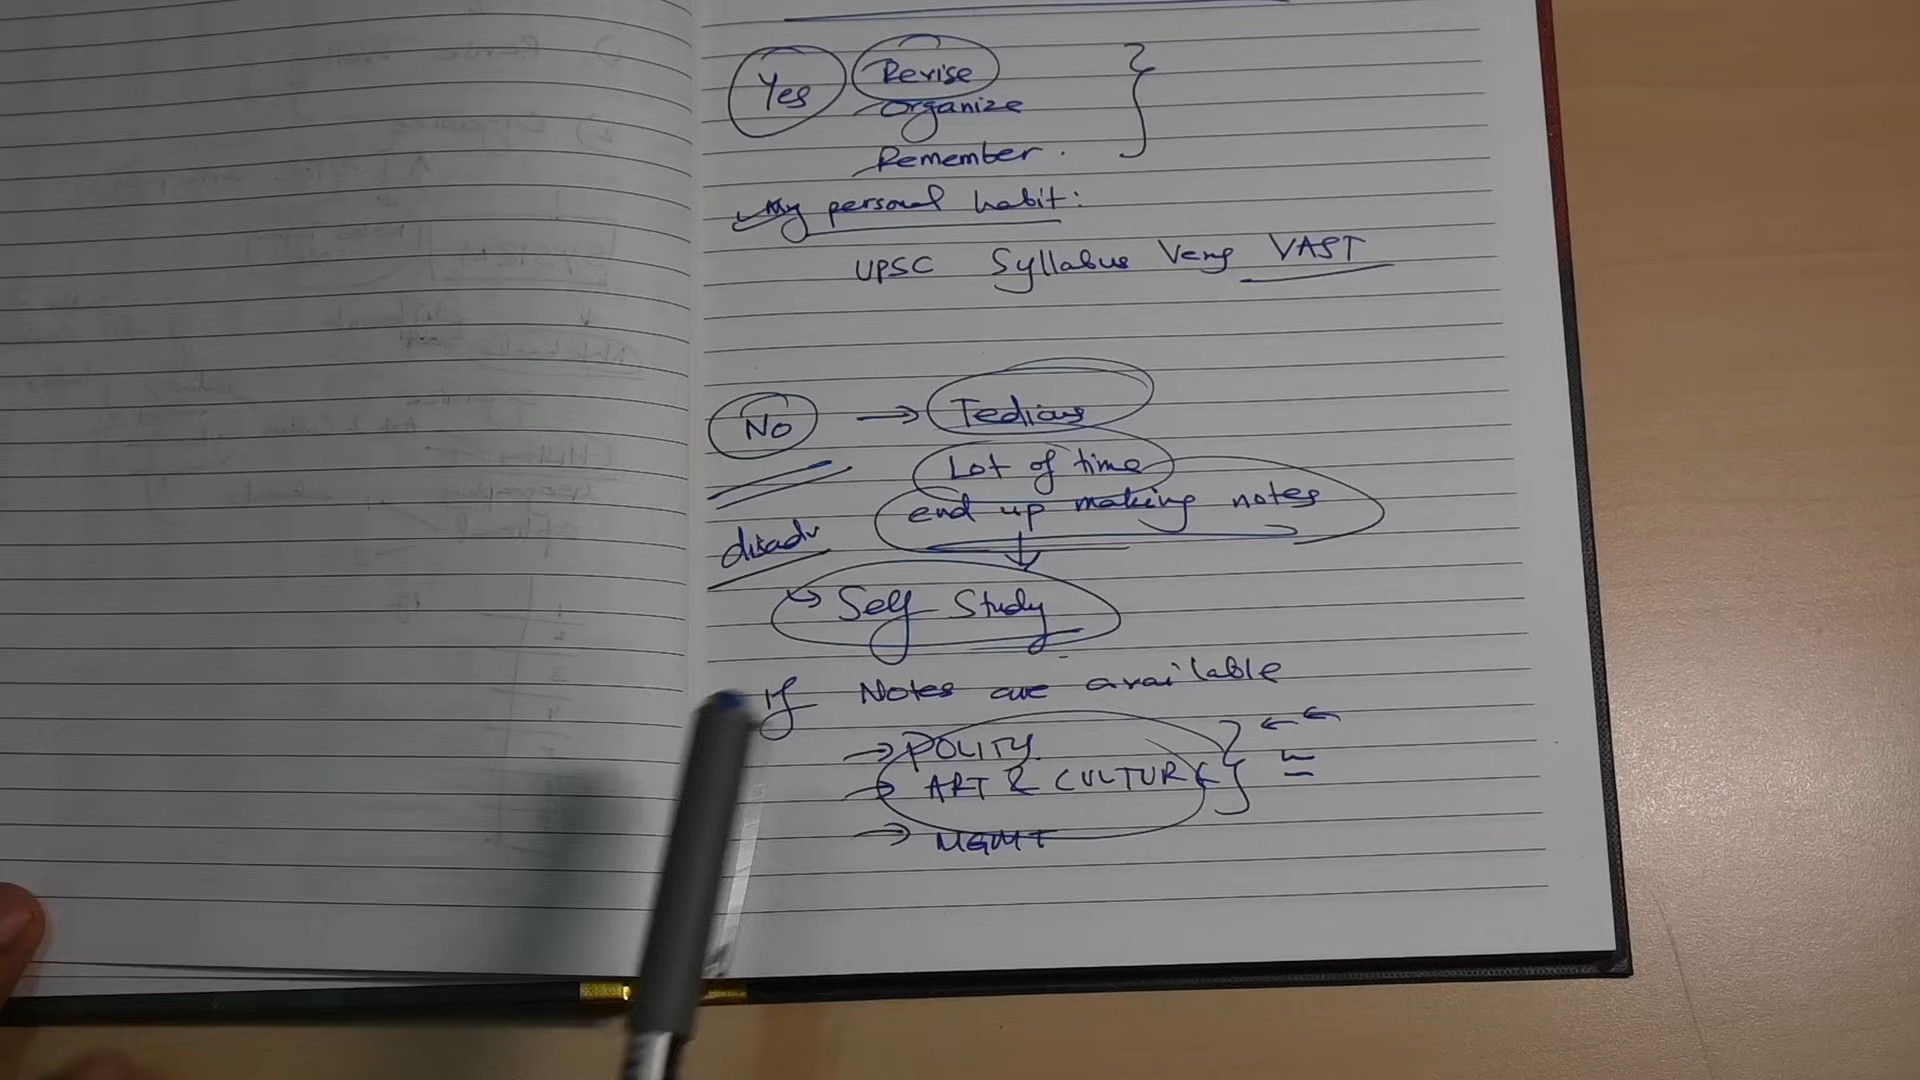 Yes Revise
Organize
Remember.
My personal habit:
UPSC Syllabus Very VAST
No → Tedious
Lot of time
end up making notes
disadv
↓
→ Self Study
If Notes are available
→ POLITY
→ ART & CULTURE
→ MGMT